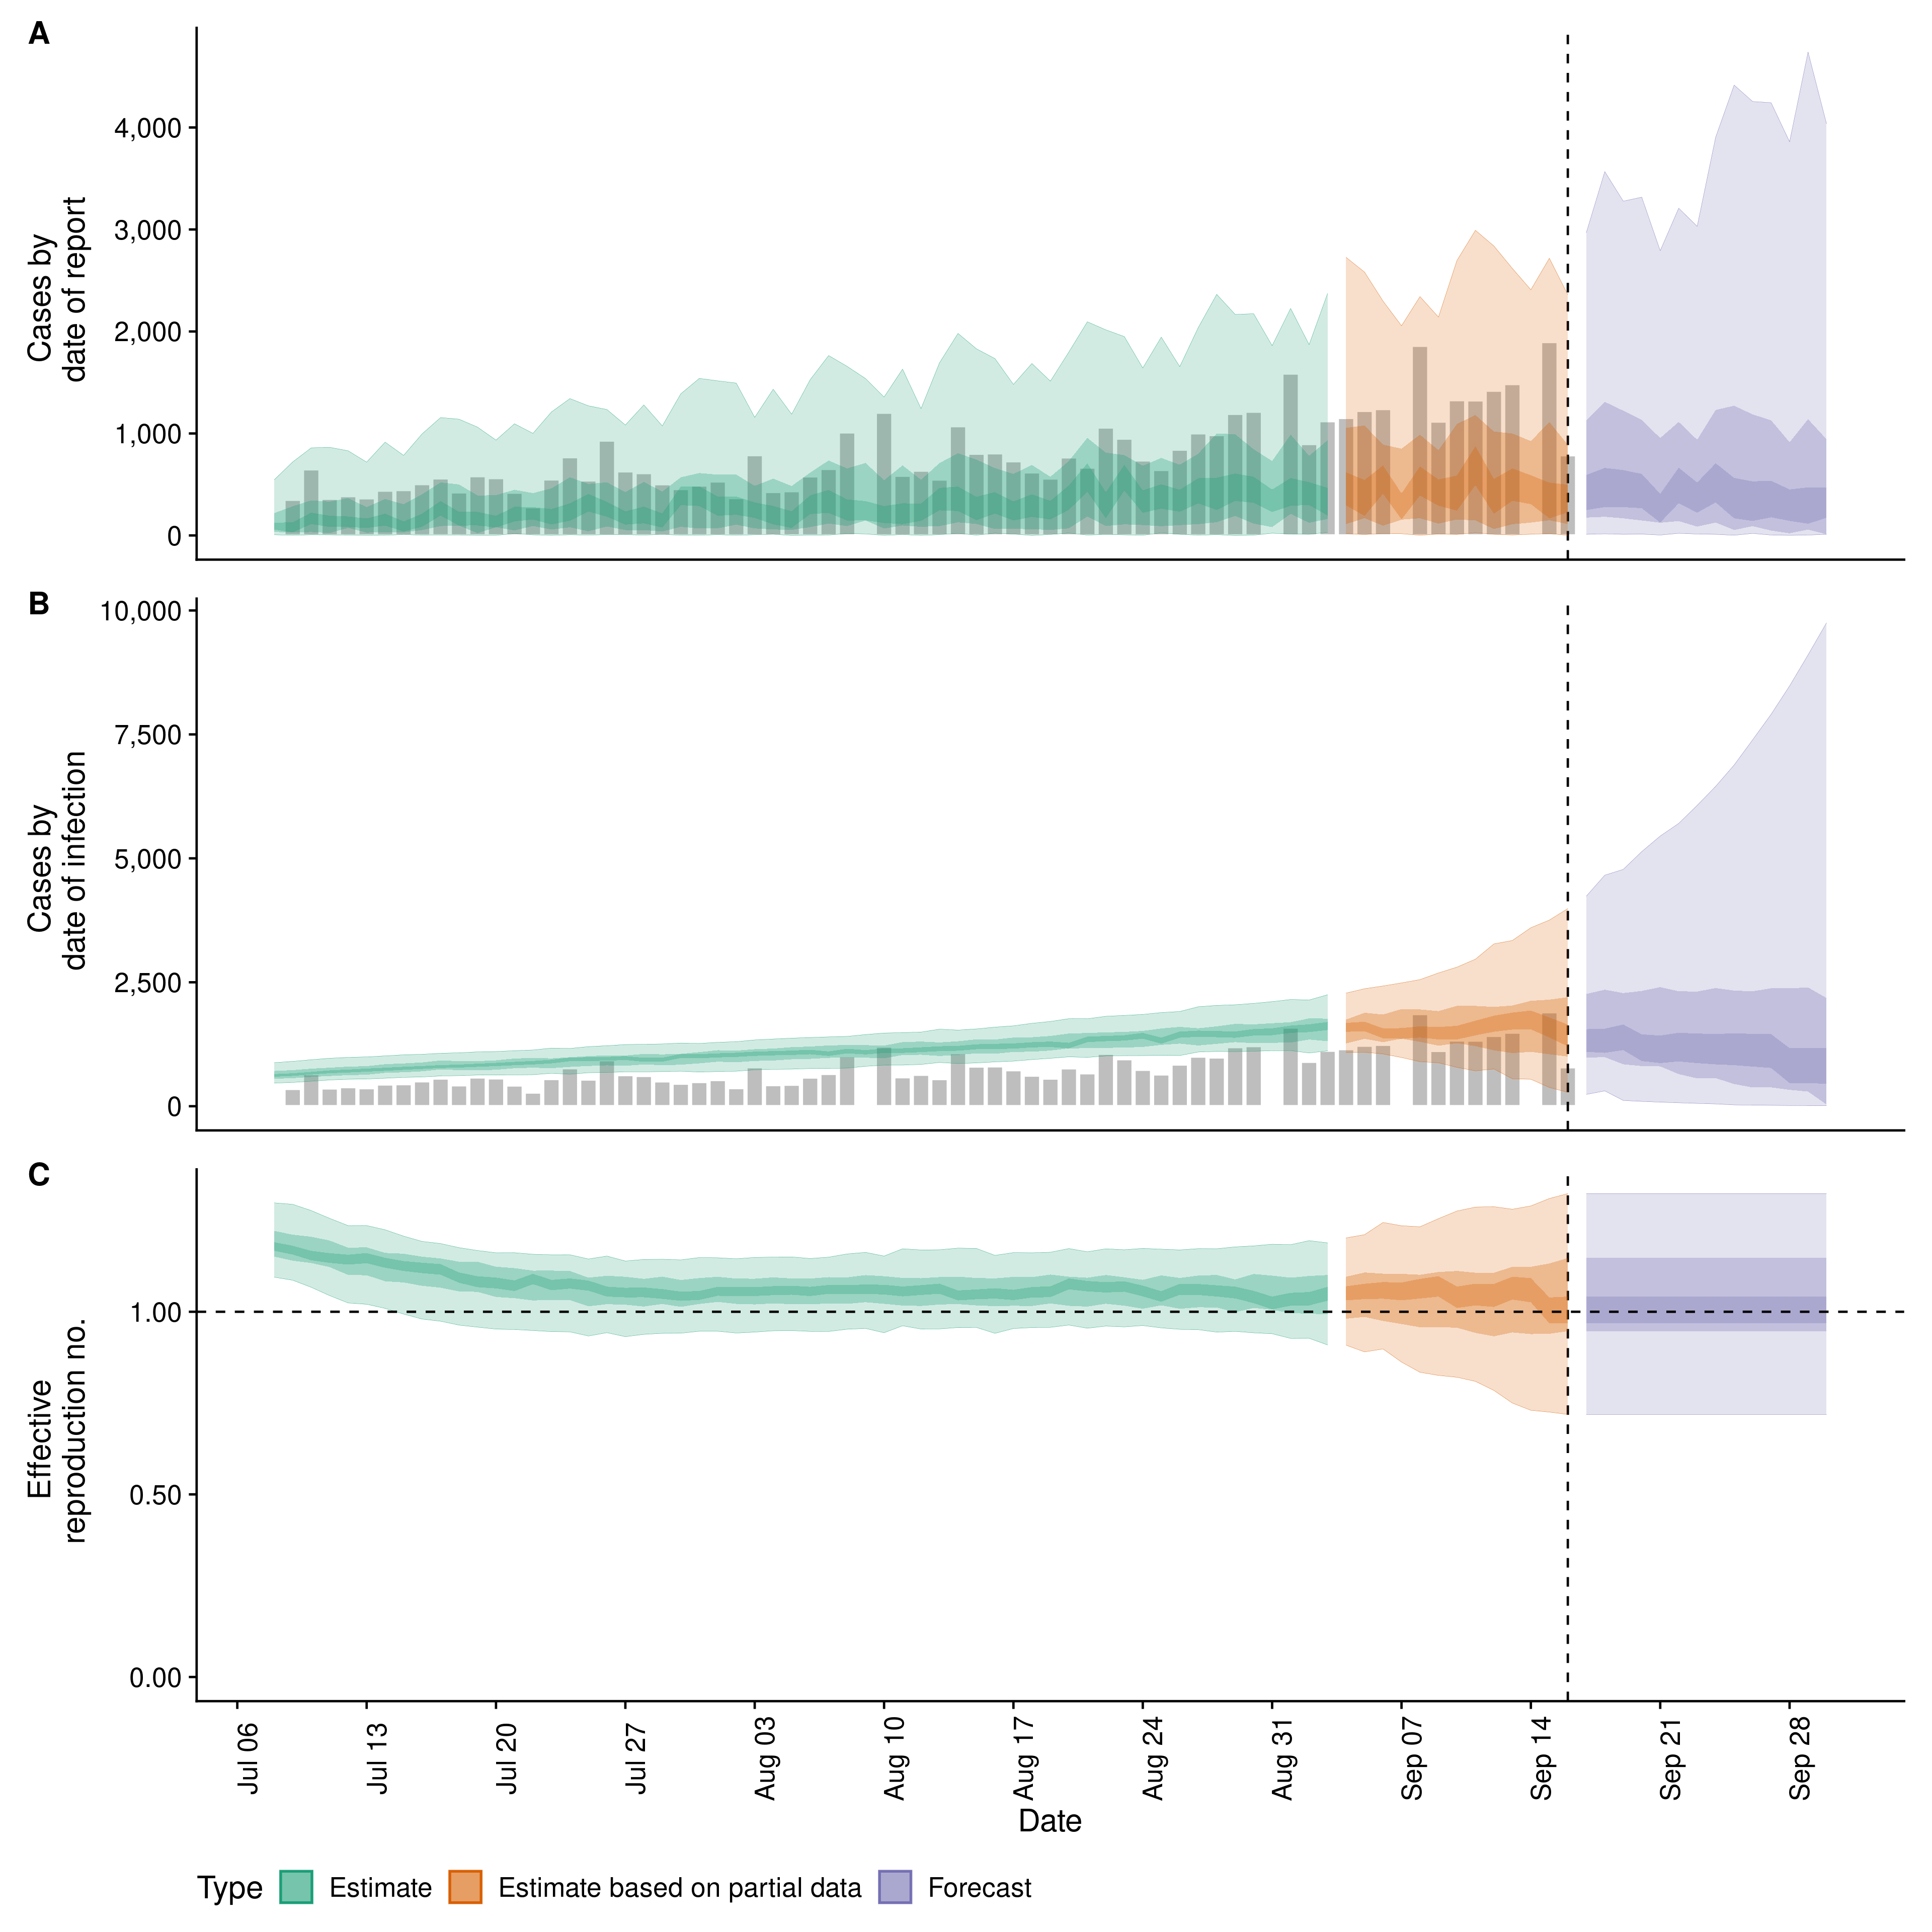 A
Cases by
date of report
4,000
3,000
2,000
1,000
0
B
Cases by
date of infection
10,000
7,500
5,000
2,500
0
C
Effective
reproduction no.
1.00
0.50
0.00
Jul 06
Jul 13
Jul 20
Jul 27
Aug 03
Aug 10
Aug 17
Aug 24
Aug 31
Sep 07
Sep 14
Sep 21
Sep 28
Date
Type Estimate Estimate based on partial data Forecast